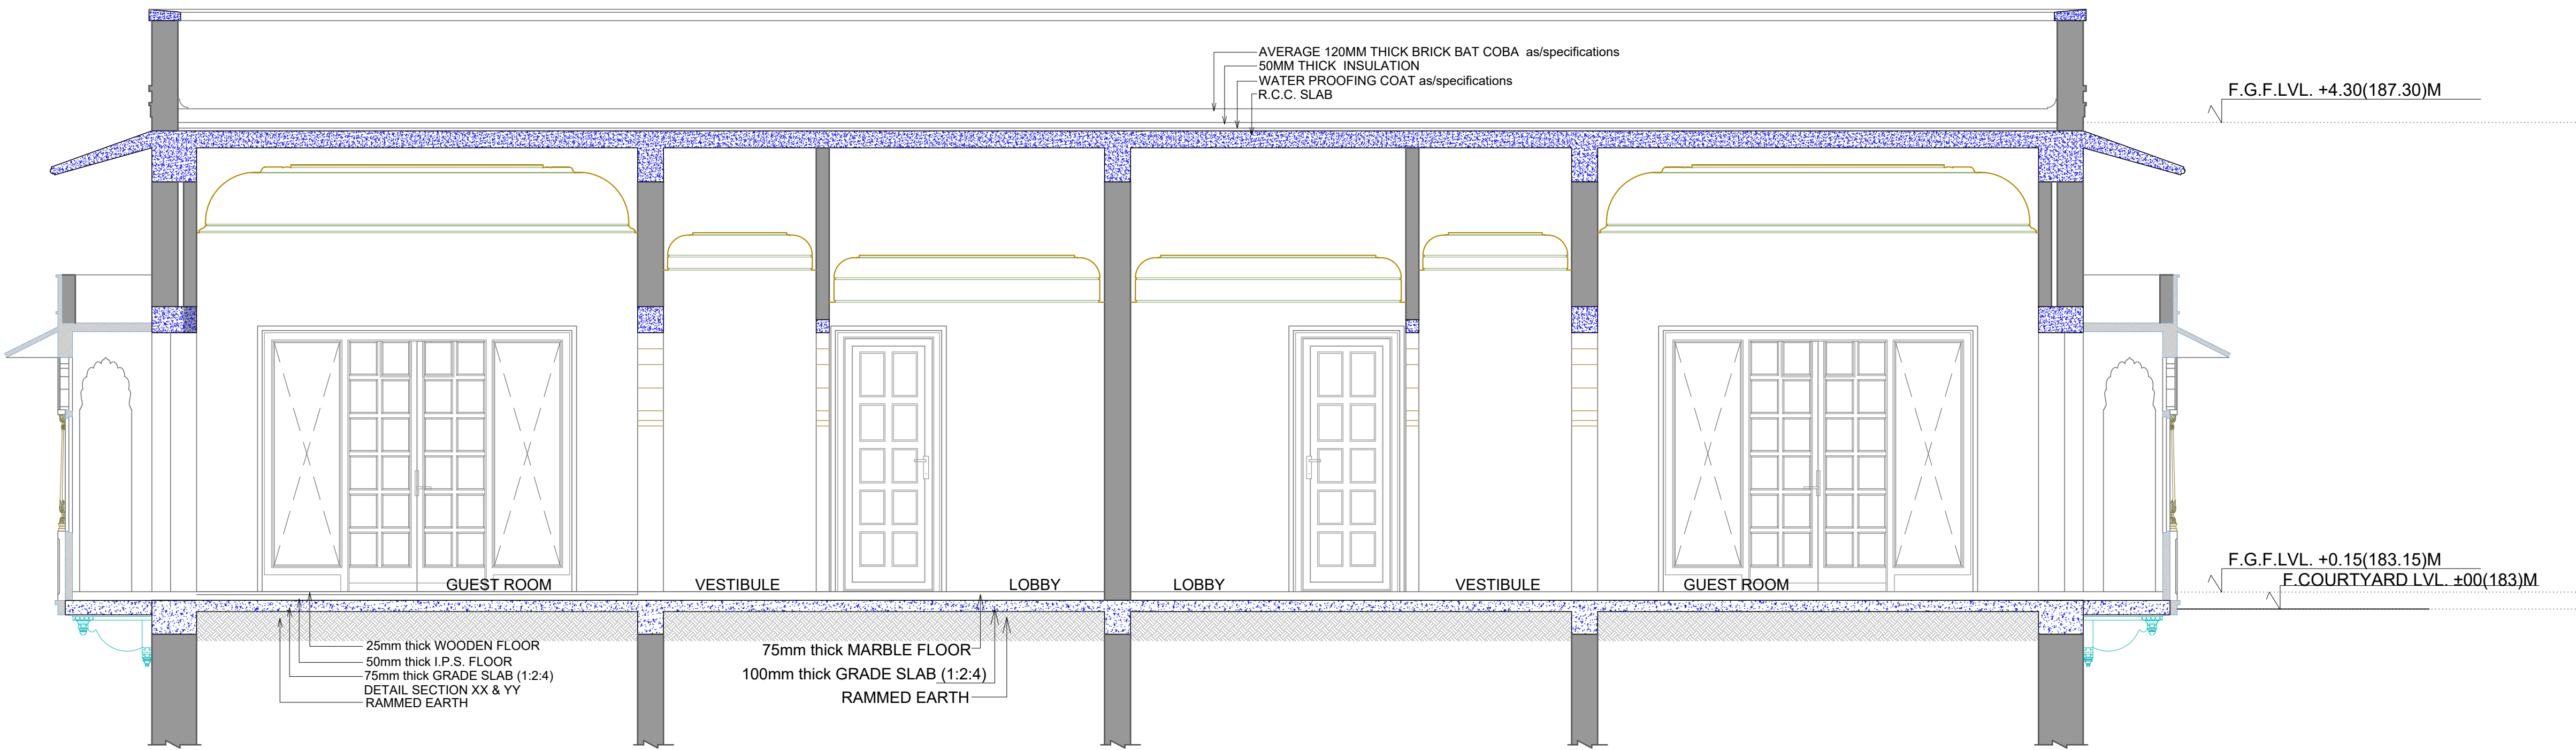 AVERAGE 120MM THICK BRICK BAT COBA as/specifications
50MM THICK INSULATION
WATER PROOFING COAT as/specifications
R.C.C. SLAB
F.G.F.LVL. +4.30(187.30)M
F.G.F.LVL. +0.15(183.15)M
F.COURTYARD LVL. ±00(183)M
GUEST ROOM
VESTIBULE
LOBBY
LOBBY
VESTIBULE
GUEST ROOM
25mm thick WOODEN FLOOR
50mm thick I.P.S. FLOOR
75mm thick GRADE SLAB (1:2:4)
DETAIL SECTION XX & YY
RAMMED EARTH
75mm thick MARBLE FLOOR
100mm thick GRADE SLAB (1:2:4)
RAMMED EARTH